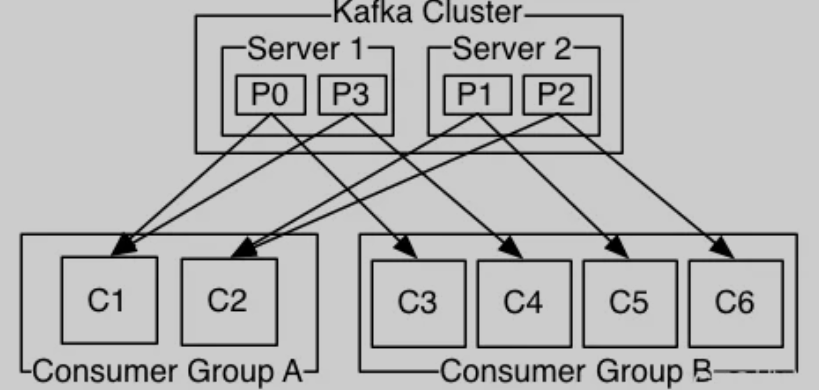 Kafka Cluster
Server 1 Server 2
P0 P3 P1 P2
C1 C2 C3 C4 C5 C6
Consumer Group A Consumer Group B